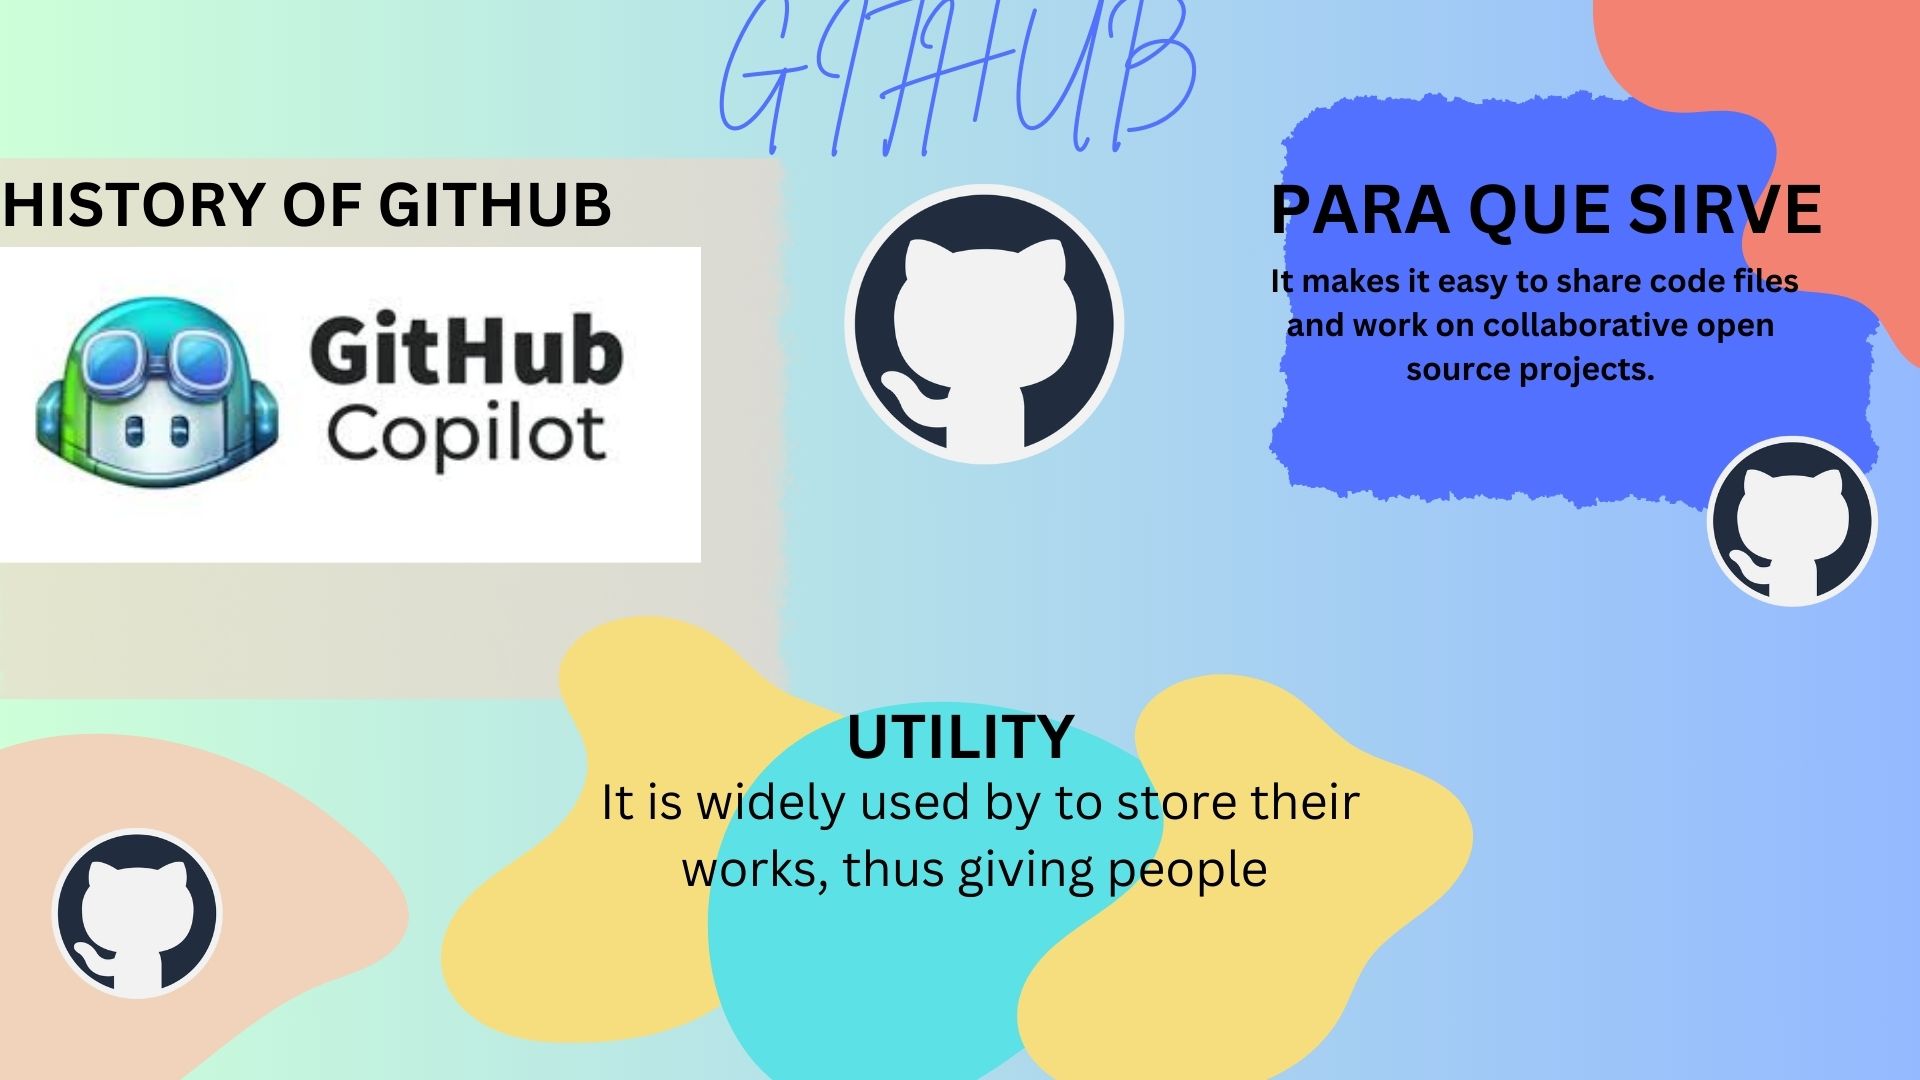 GITHUB
HISTORY OF GITHUB
GitHub
Copilot
PARA QUE SIRVE
It makes it easy to share code files
and work on collaborative open
source projects.
UTILITY
It is widely used by to store their
works, thus giving people